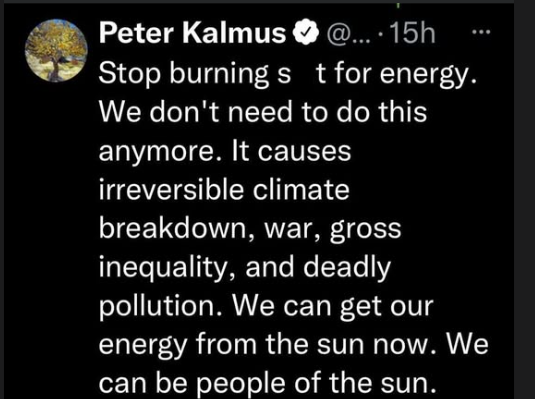 Peter Kalmus @... · 15h ...
Stop burning s t for energy.
We don't need to do this
anymore. It causes
irreversible climate
breakdown, war, gross
inequality, and deadly
pollution. We can get our
energy from the sun now. We
can be people of the sun.